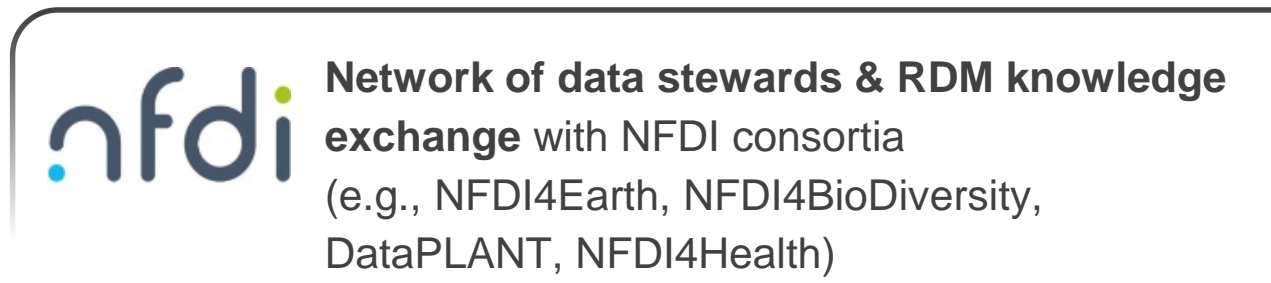 nfdi
Network of data stewards & RDM knowledge
exchange with NFDI consortia
(e.g., NFDI4Earth, NFDI4BioDiversity,
DataPLANT, NFDI4Health)